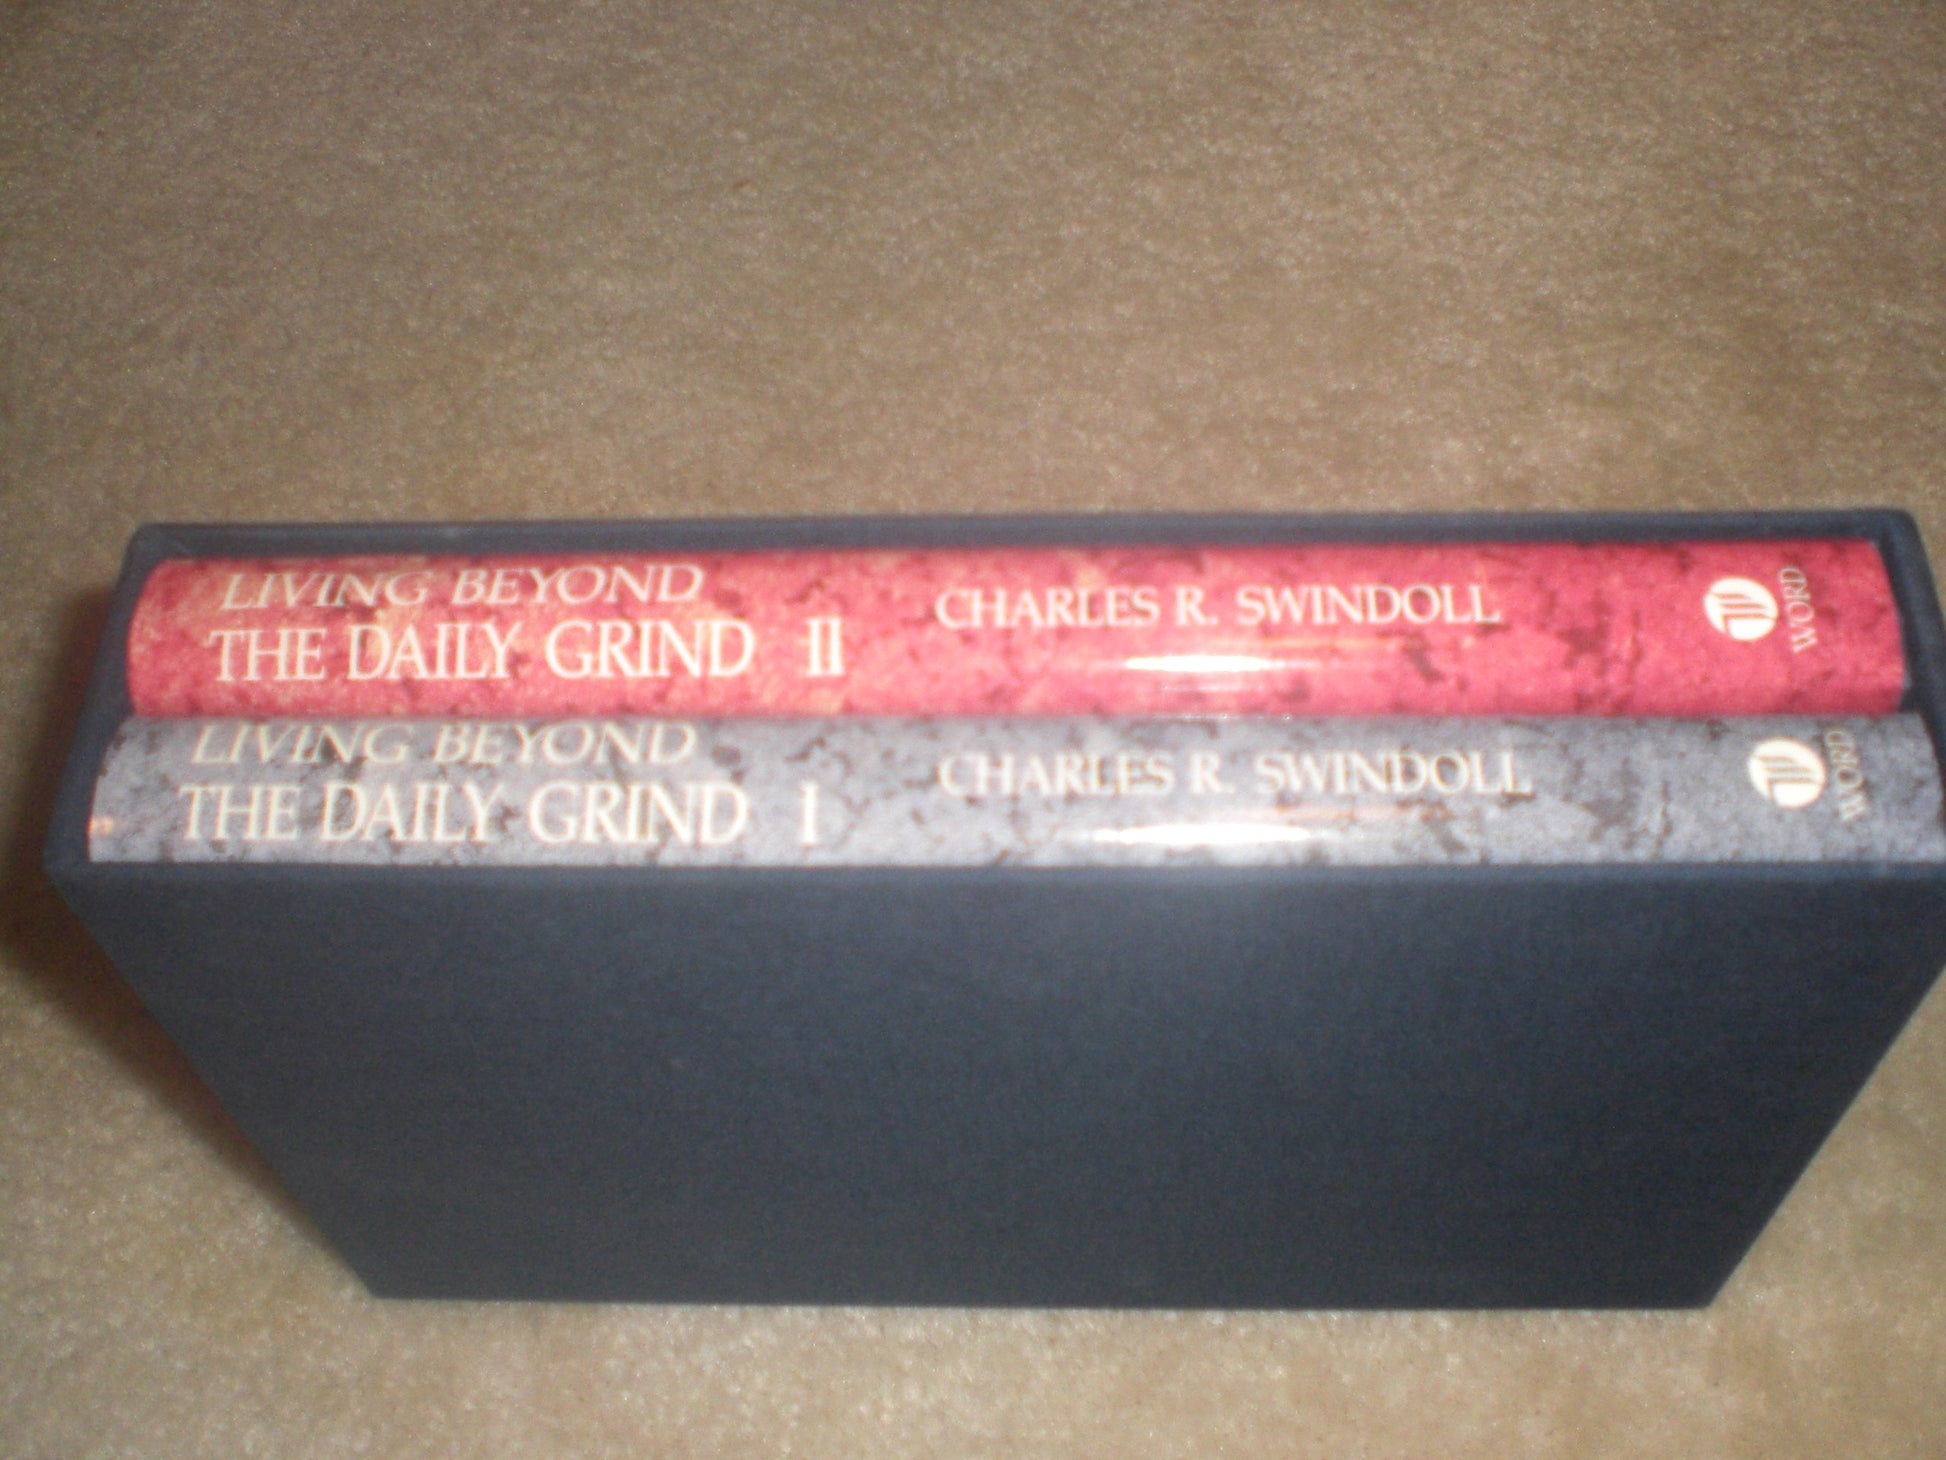 LIVING BEYOND
THE DAILY GRIND II
CHARLES R. SWINDOLL
WORD
LIVING BEYOND
THE DAILY GRIND I
CHARLES R. SWINDOLL
WORD